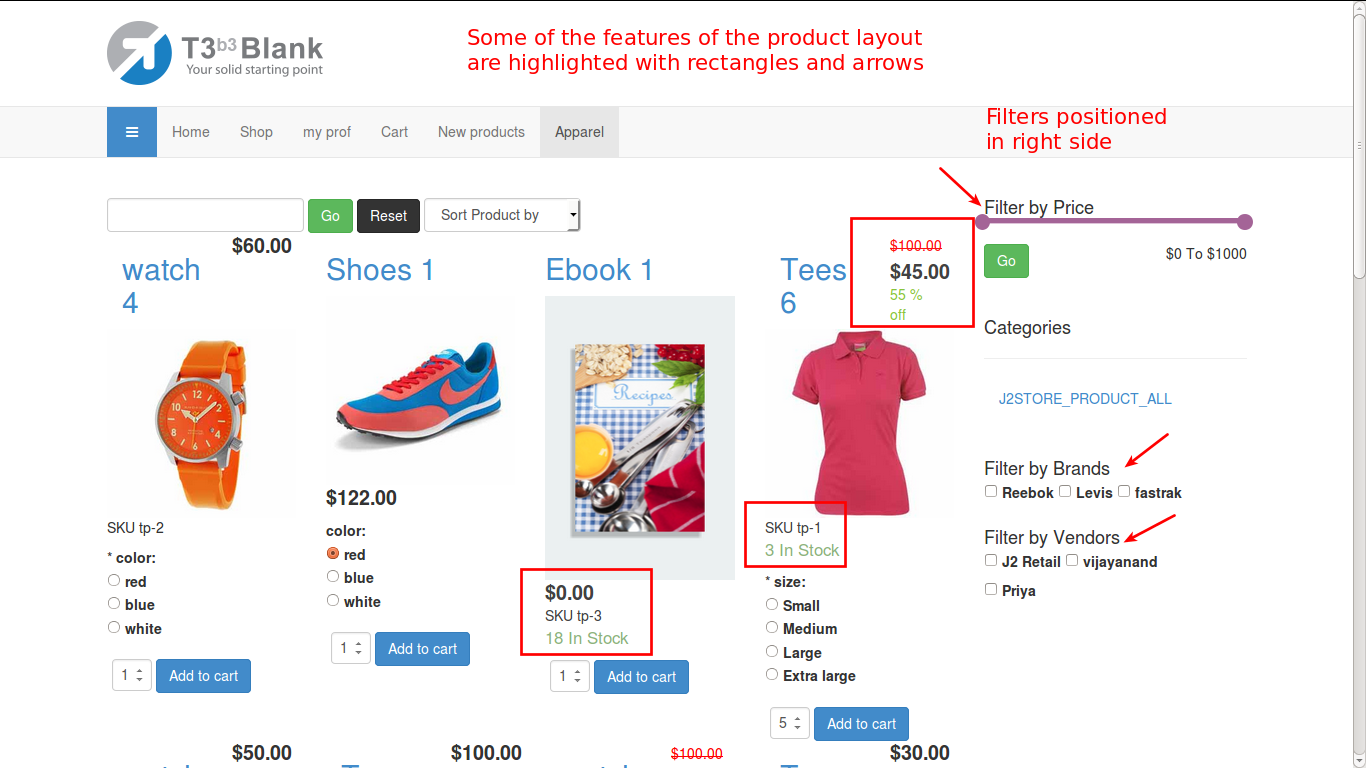 T3b3 Blank
Your solid starting point
Some of the features of the product layout
are highlighted with rectangles and arrows
Home Shop my prof Cart New products Apparel
Filters positioned
in right side
Go Reset Sort Product by
Filter by Price
Go $0 To $1000
Categories
J2STORE_PRODUCT_ALL
Filter by Brands
Reebok Levis fastrak
Filter by Vendors
J2 Retail vijayanand
Priya
$60.00
watch
4
SKU tp-2
* color:
red
blue
white
1 Add to cart
Shoes 1
$122.00
color:
red
blue
white
1 Add to cart
Ebook 1
Recipes
$0.00
SKU tp-3
18 In Stock
1 Add to cart
Tees
6
$100.00
$45.00
55 %
off
SKU tp-1
3 In Stock
* size:
Small
Medium
Large
Extra large
5 Add to cart
$50.00 $100.00 $100.00 $30.00